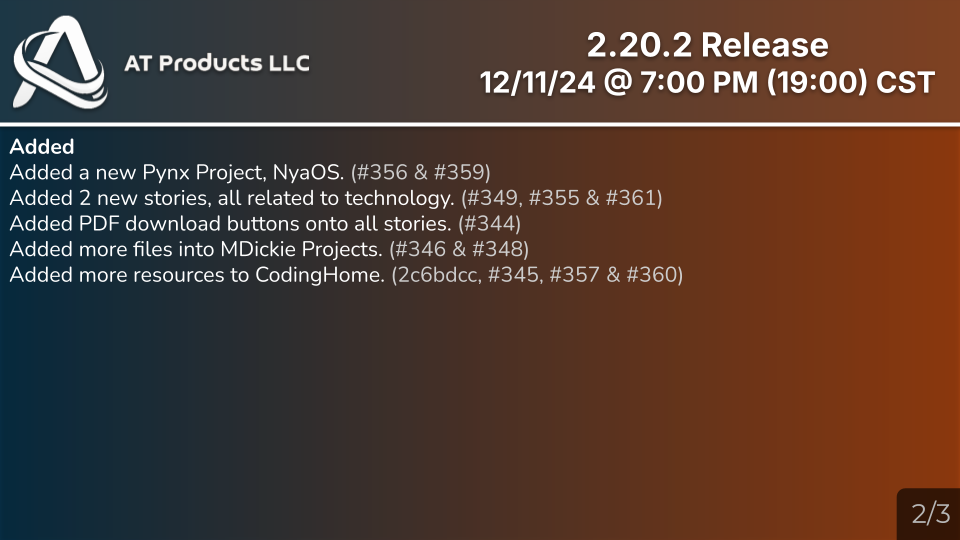 AT Products LLC
2.20.2 Release
12/11/24 @ 7:00 PM (19:00) CST
Added
Added a new Pynx Project, NyaOS. (#356 & #359)
Added 2 new stories, all related to technology. (#349, #355 & #361)
Added PDF download buttons onto all stories. (#344)
Added more files into MDickie Projects. (#346 & #348)
Added more resources to CodingHome. (2c6bdcc, #345, #357 & #360)
2/3